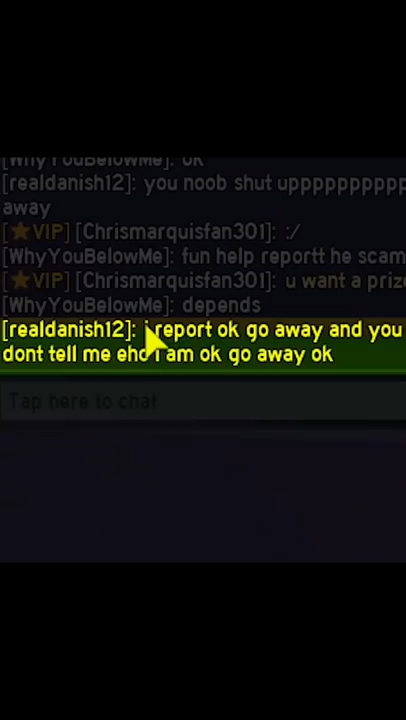 [WhyYouBelowMe]: ok
[realdanish12]: you noob shut upppppppppp
away
[⭐VIP] [Chrismarquisfan301]: :/
[WhyYouBelowMe]: fun help reportt he scam
[⭐VIP] [Chrismarquisfan301]: u want a prize
[WhyYouBelowMe]: depends
[realdanish12]: i report ok go away and you
dont tell me eho i am ok go away ok
Tap here to chat